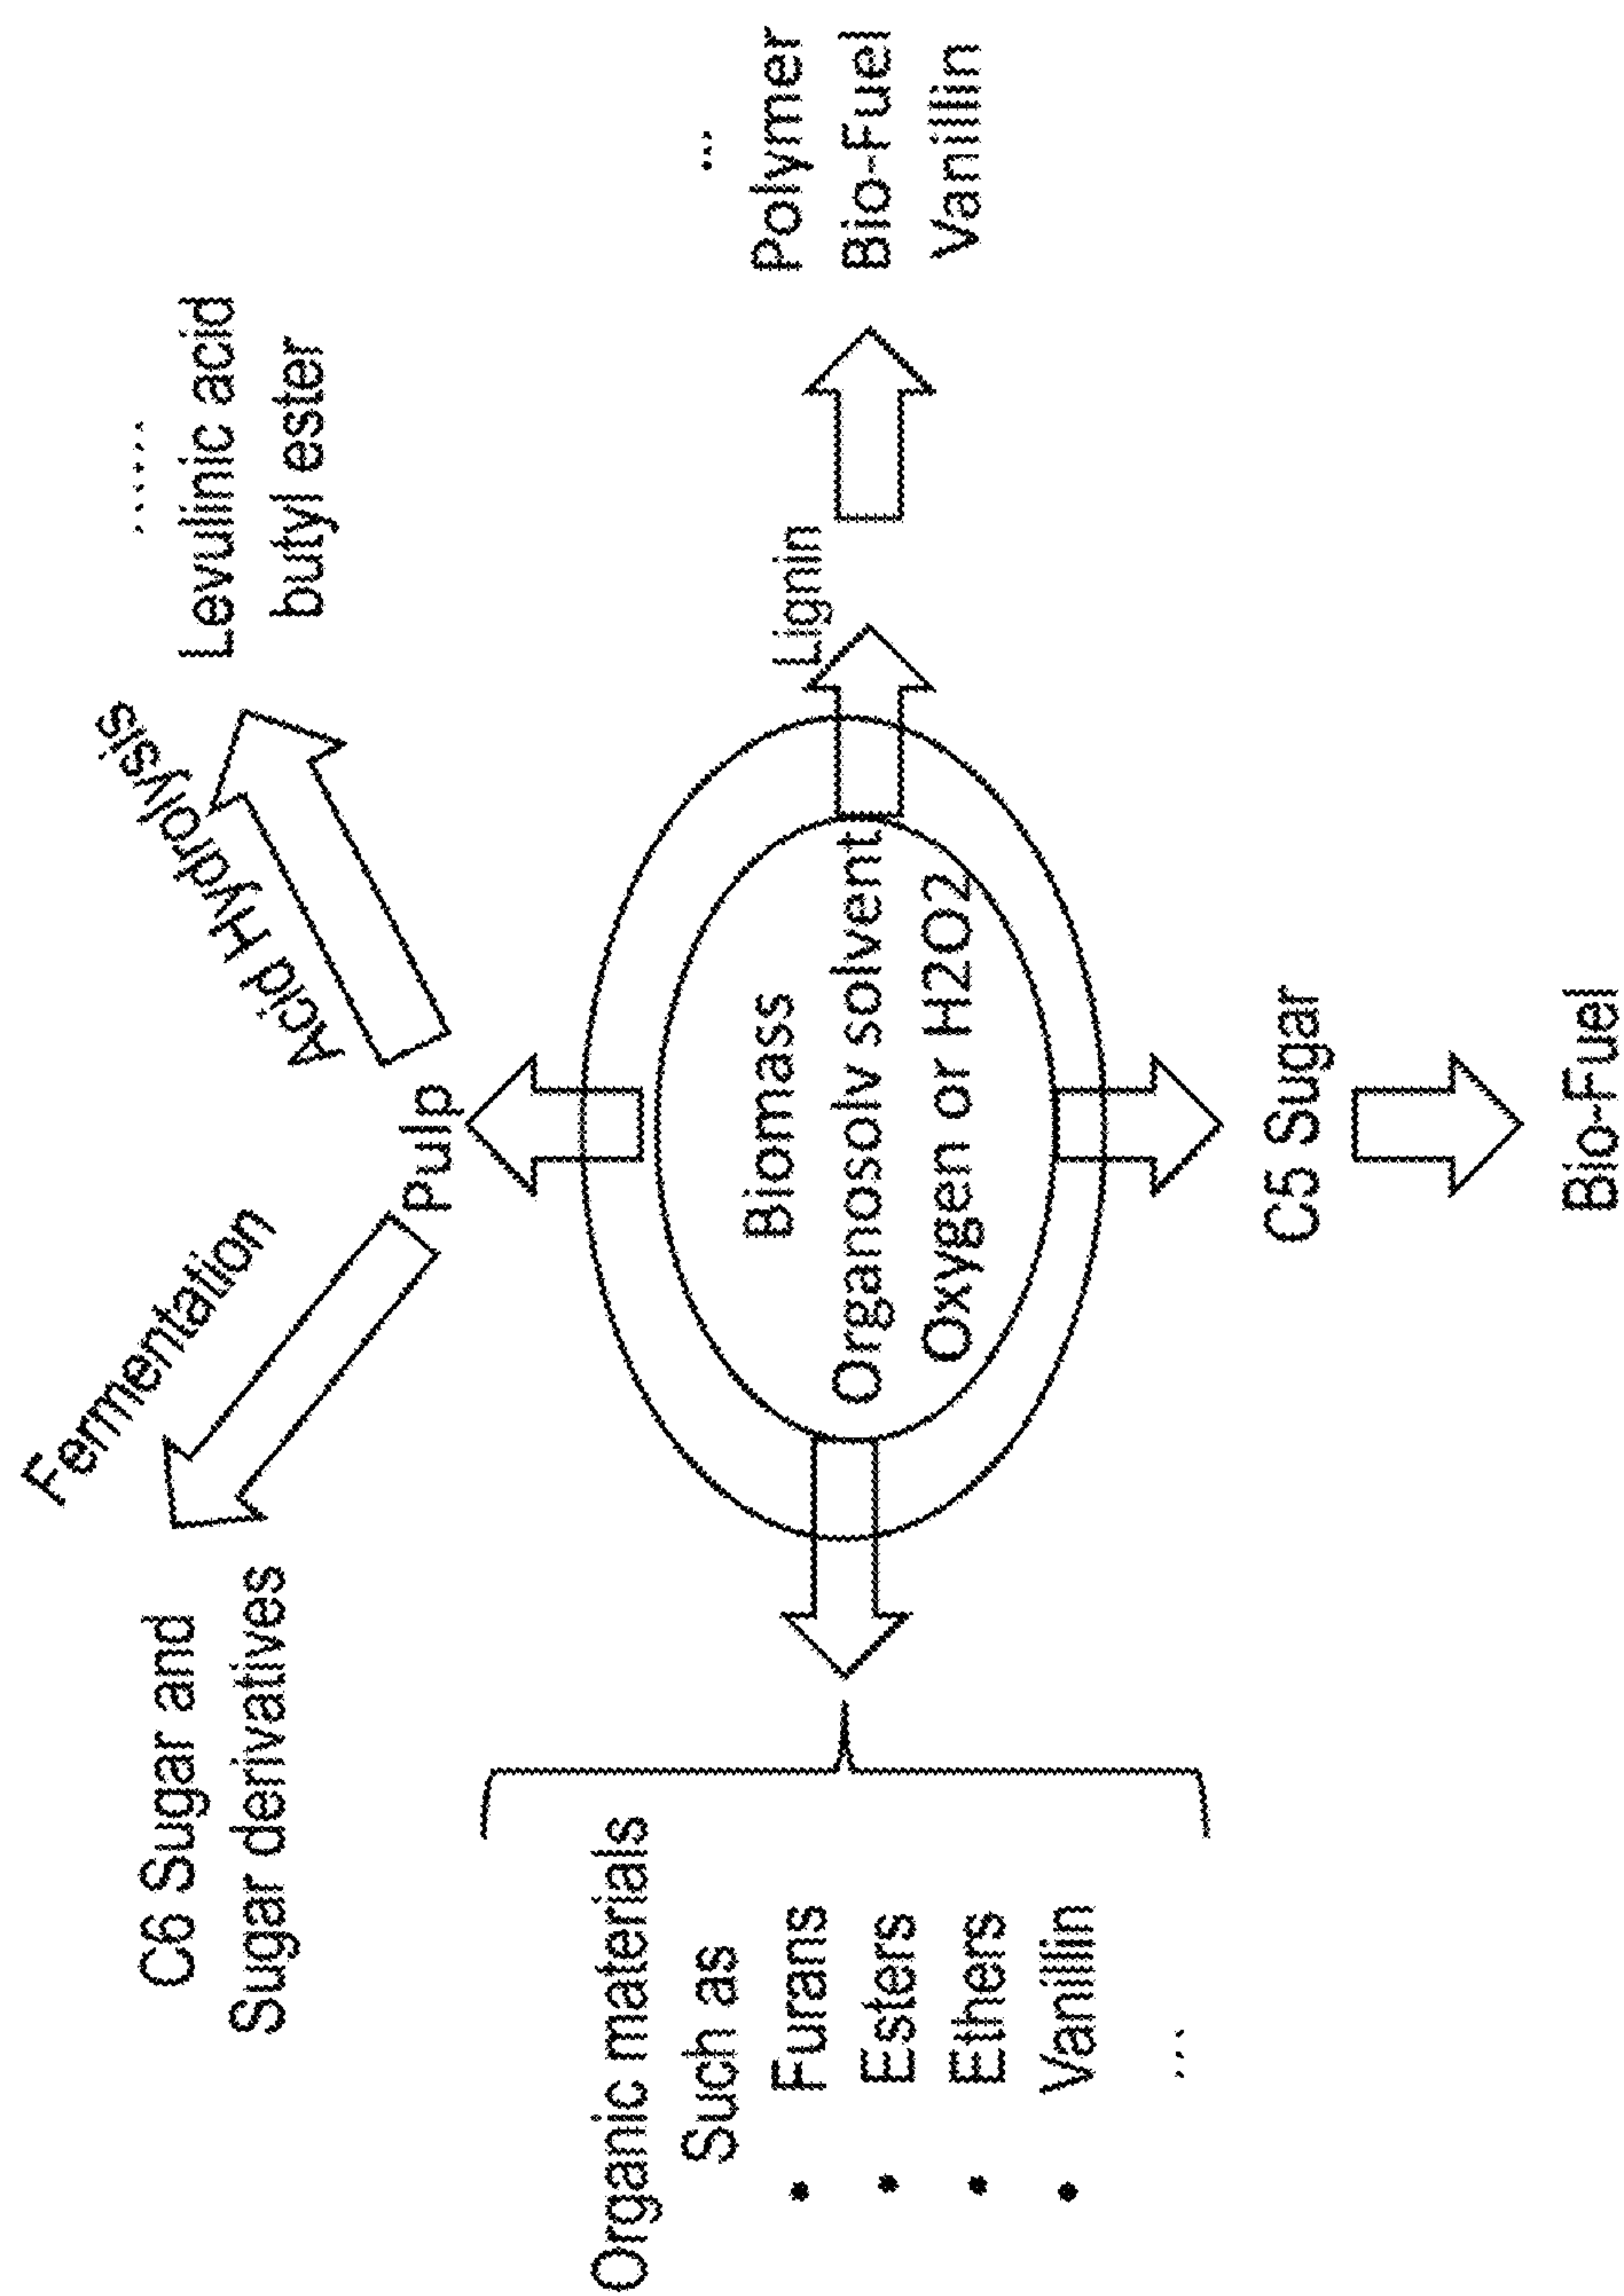 Fermentation
Acid Hydrolysis
C6 Sugar and
Sugar derivatives
.....
Levulinic acid
butyl ester
Pulp
Organic materials
Such as
• Furans
• Esters
• Ethers
• Vanillin
...
Biomass
Organosolv solvent
Oxygen or H2O2
Lignin
...
Polymer
Bio-Fuel
Vanillin
C5 Sugar
Bio-Fuel